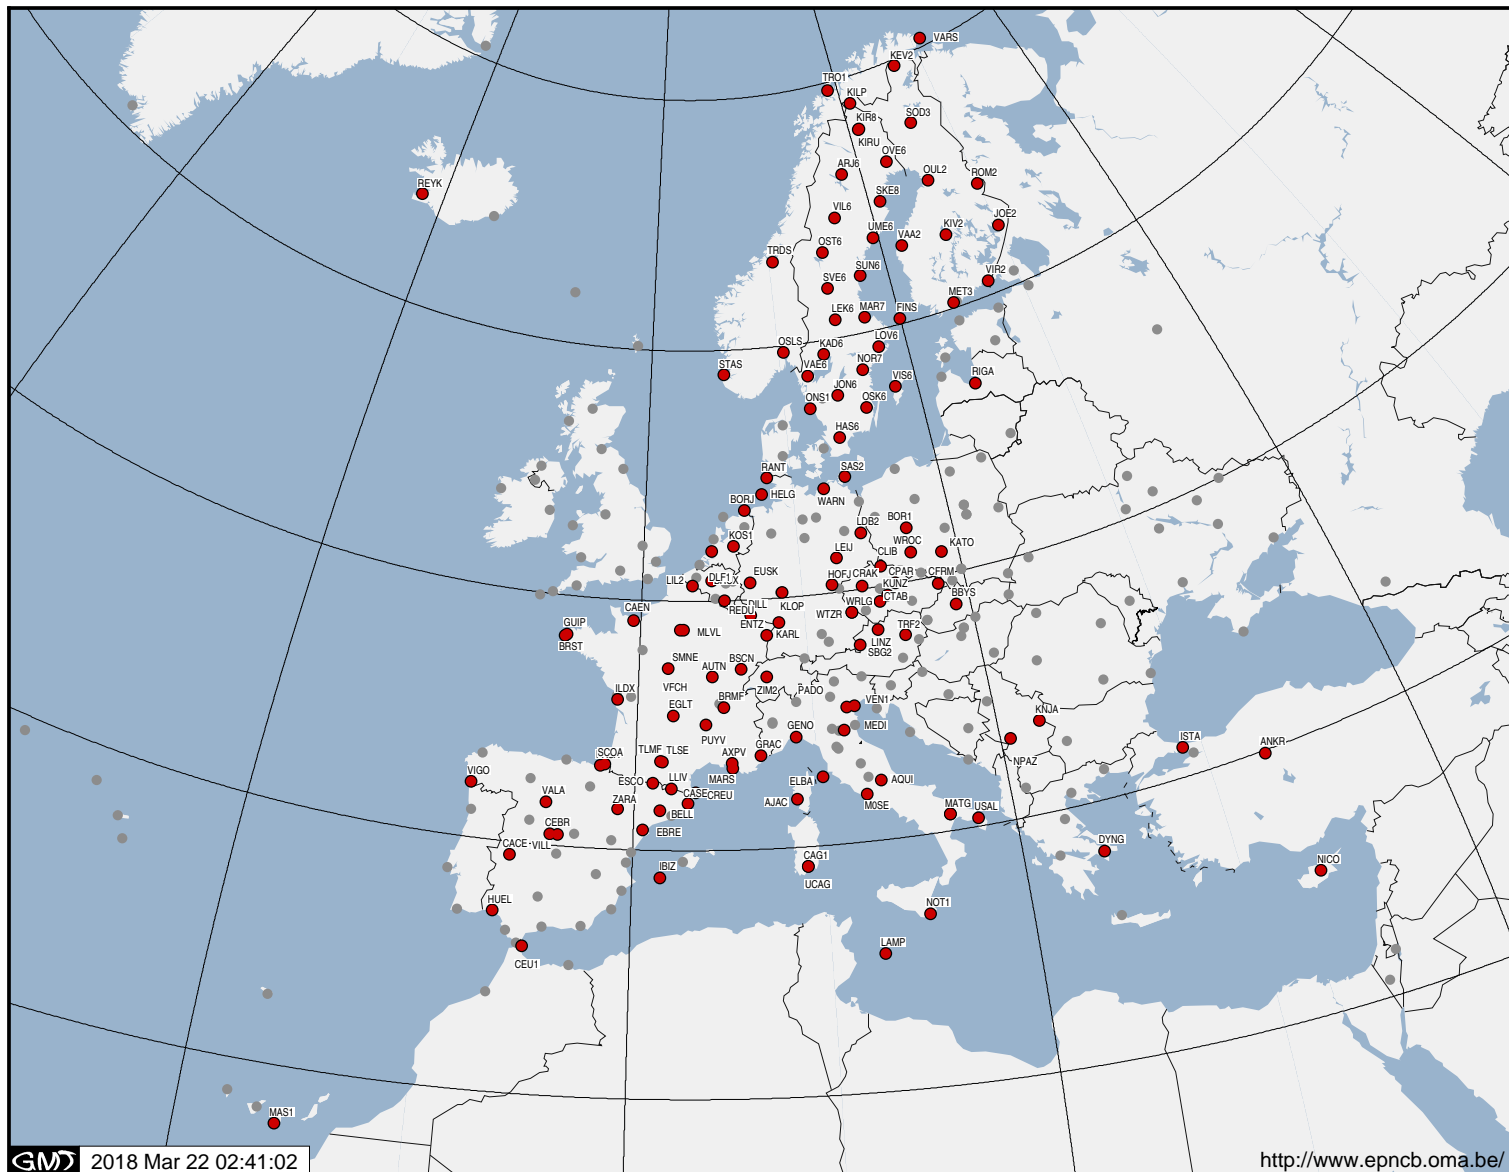 VARS
KEV2
TRO1
KILP
SOD3
KIR8
KIRU
OVE6
ARJ6
OUL2
ROM2
REYK
SKE8
VIL6
JOE2
UME6
KIV2
VAA2
OST6
TRDS
SUN6
VIR2
SVE6
MET3
LEK6
MAR7
FINS
OSLS
KAD6
LOV6
STAS
VAE6
NOR7
RIGA
JON6
VIS6
ONS1
OSK6
HAS6
RANT
SAS2
HELG
WARN
BORJ
LDB2
BOR1
KOS1
WROC
KATO
LEIJ
CLIB
LIL2
DLF1
EUSK
HOFJ
CRAK
CPAR
CFRM
KUNZ
CTAB
BBYS
CAEN
REDU
DILL
KLOP
WRLG
WTZR
GUIP
BRST
MLVL
ENTZ
KARL
TRF2
LINZ
SBG2
SMNE
AUTN
BSCN
ZIM2
VFCH
ILDX
EGLT
BRMF
PADO
VEN1
KNJA
PUYV
GENO
MEDI
ISTA
ANKR
NPAZ
SCOA
TLMF
TLSE
AXPV
GRAC
MARS
VIGO
ESCO
LLIV
ELBA
AQUI
VALA
ZARA
CASE
CREU
AJAC
M0SE
BELL
MATG
USAL
CEBR
EBRE
CACE
VILL
DYNG
CAG1
NICO
IBIZ
UCAG
HUEL
NOT1
LAMP
CEU1
MAS1
GMT 2018 Mar 22 02:41:02
http://www.epncb.oma.be/